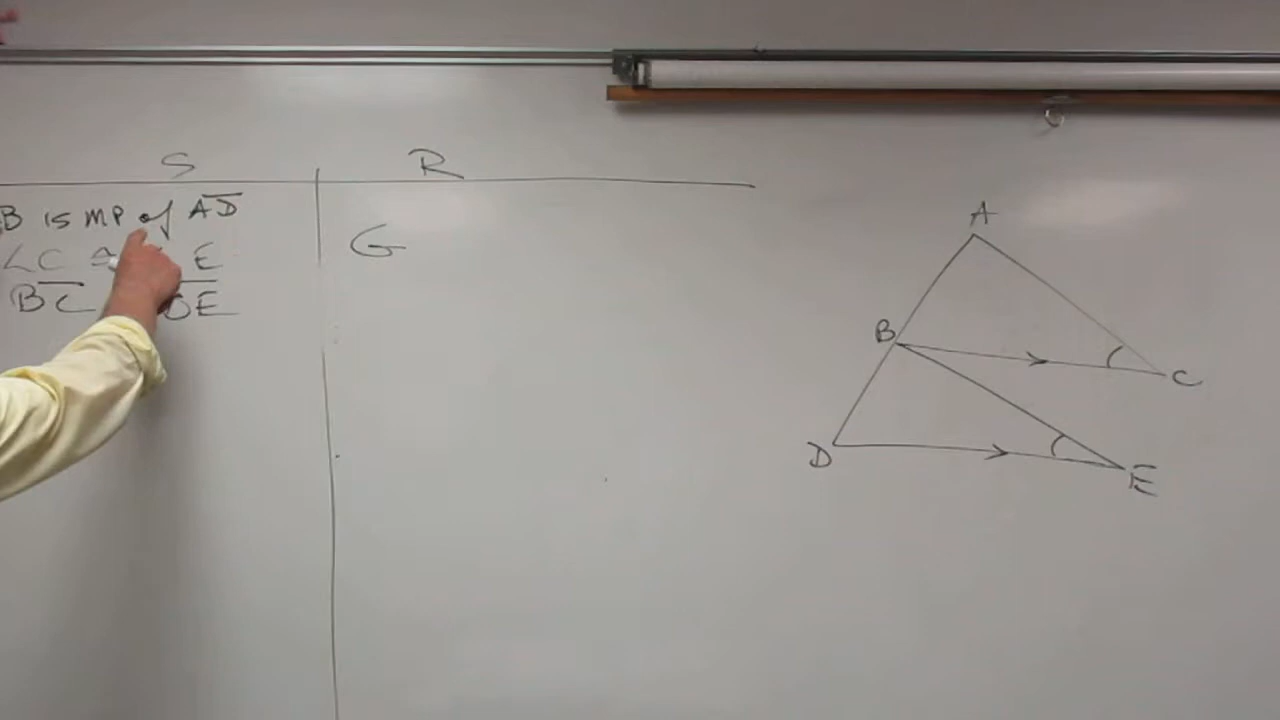 S R
B is MP of AD
∠C ≅ E
G
BC DE
A
B
C
D
E